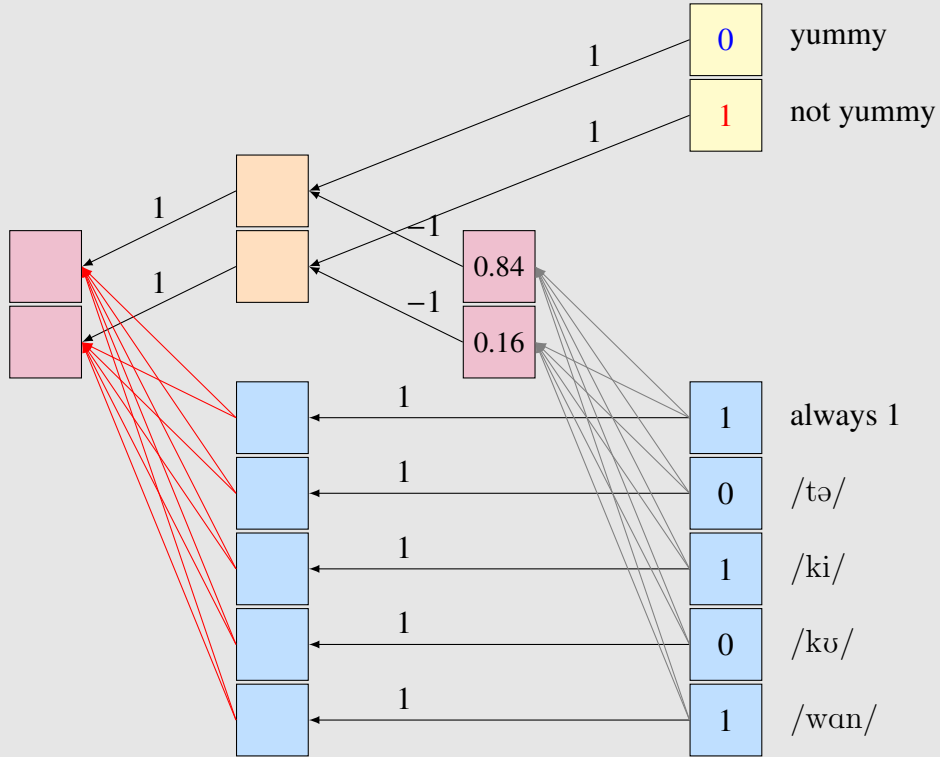 0 yummy
1
1 not yummy
1
1
−1
0.84
1
−1
0.16
1 1 always 1
1 0 /tə/
1 1 /ki/
1 0 /kʊ/
1 1 /wɑn/